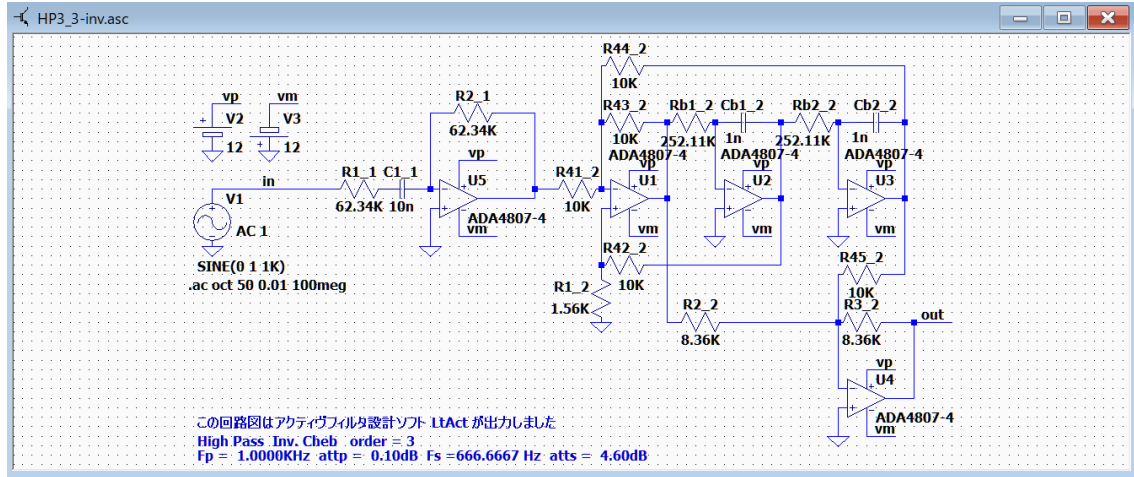 HP3_3-inv.asc
R44_2
10K
vp
vm
V2
V3
12
12
R2_1
62.34K
R43_2
10K
Rb1_2
252.11K
Cb1_2
1n
Rb2_2
252.11K
Cb2_2
1n
ADA4807-4
ADA4807-4
ADA4807-4
in
R1_1
62.34K
C1_1
10n
vp
U5
ADA4807-4
vm
R41_2
10K
vp
U1
vm
vp
U2
vm
vp
U3
vm
V1
AC 1
SINE(0 1 1K)
.ac oct 50 0.01 100meg
R42_2
10K
R1_2
1.56K
R45_2
10K
R2_2
8.36K
R3_2
8.36K
out
vp
U4
ADA4807-4
vm
この回路図はアクティヴフィルタ設計ソフト LtAct が出力しました
High Pass Inv. Cheb order = 3
Fp = 1.0000KHz attp = 0.10dB Fs =666.6667 Hz atts = 4.60dB